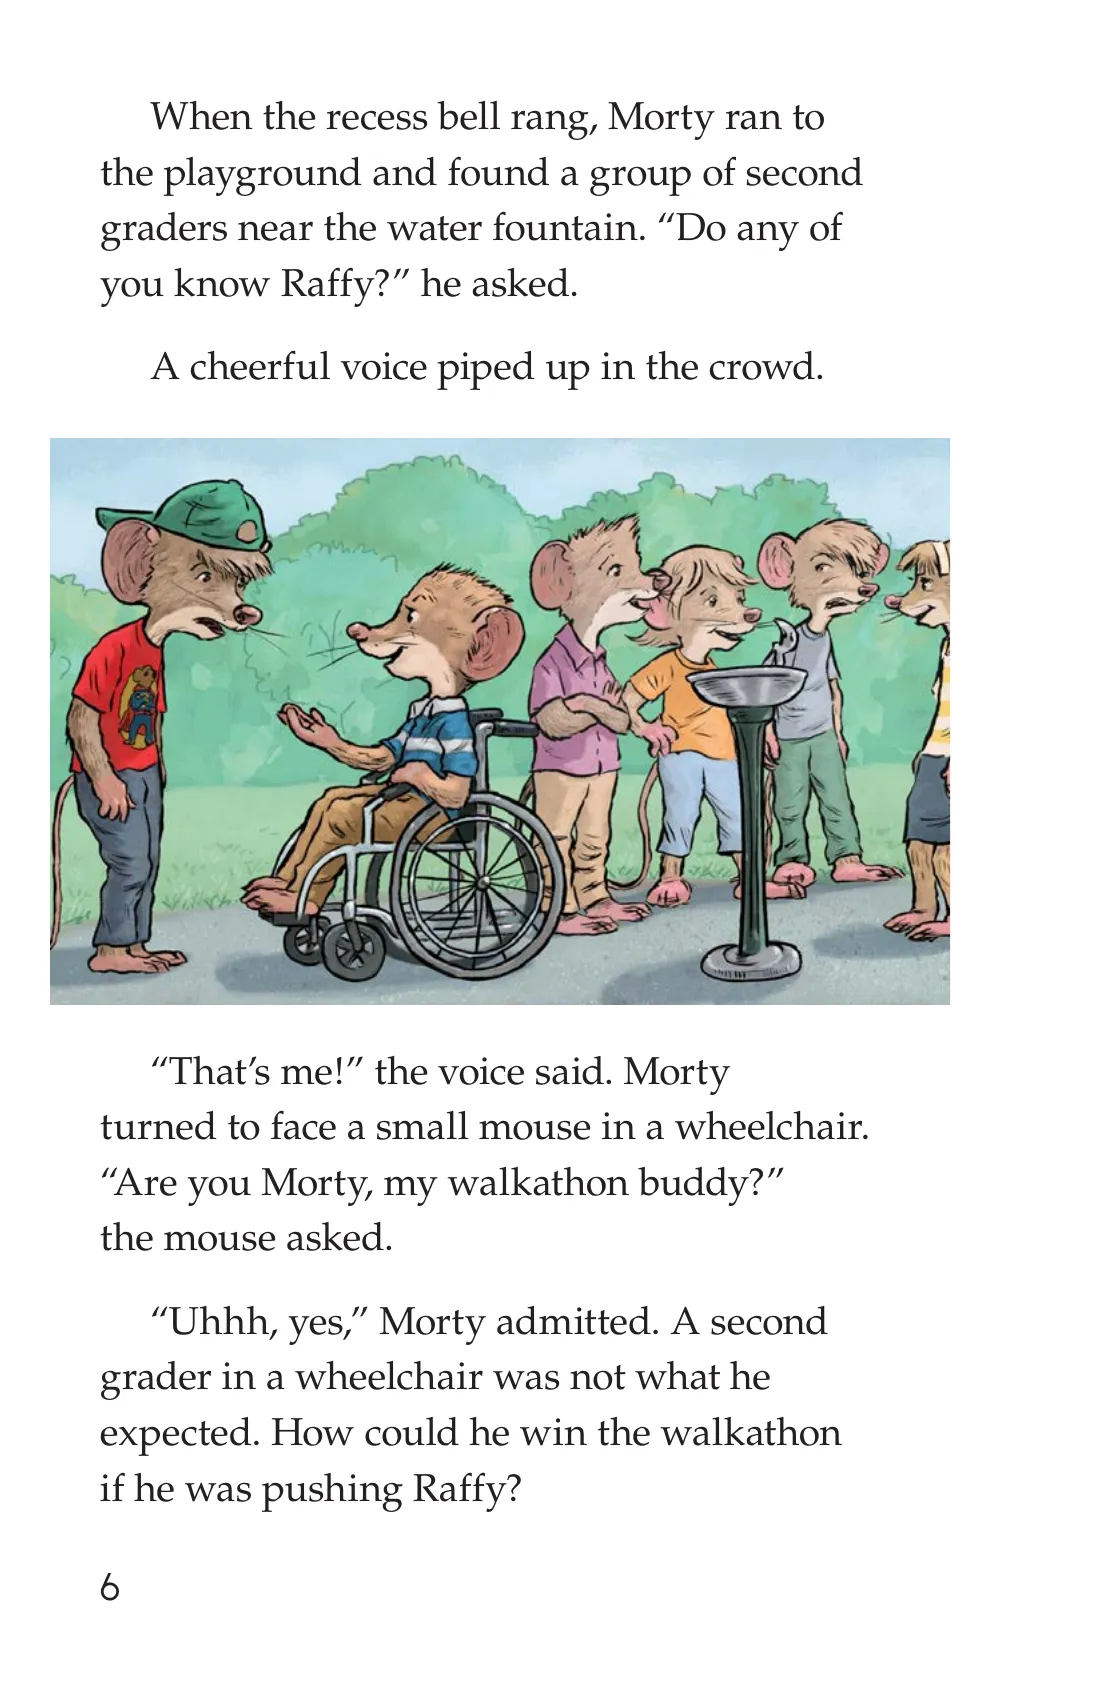 When the recess bell rang, Morty ran to
the playground and found a group of second
graders near the water fountain. “Do any of
you know Raffy?” he asked.
A cheerful voice piped up in the crowd.
“That’s me!” the voice said. Morty
turned to face a small mouse in a wheelchair.
“Are you Morty, my walkathon buddy?”
the mouse asked.
“Uhhh, yes,” Morty admitted. A second
grader in a wheelchair was not what he
expected. How could he win the walkathon
if he was pushing Raffy?
6